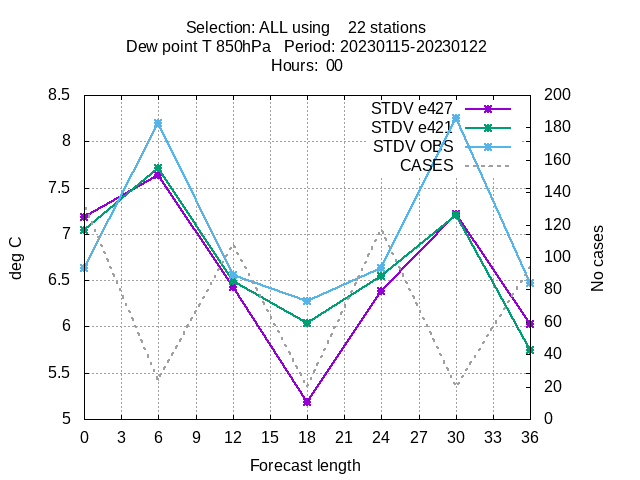 Selection: ALL using    22 stations
Dew point T 850hPa   Period: 20230115-20230122
Hours:  00
STDV e427
STDV e421
STDV OBS
CASES
8.5
8
7.5
7
6.5
6
5.5
5
200
180
160
140
120
100
80
60
40
20
0
deg C
No cases
0 3 6 9 12 15 18 21 24 27 30 33 36
Forecast length